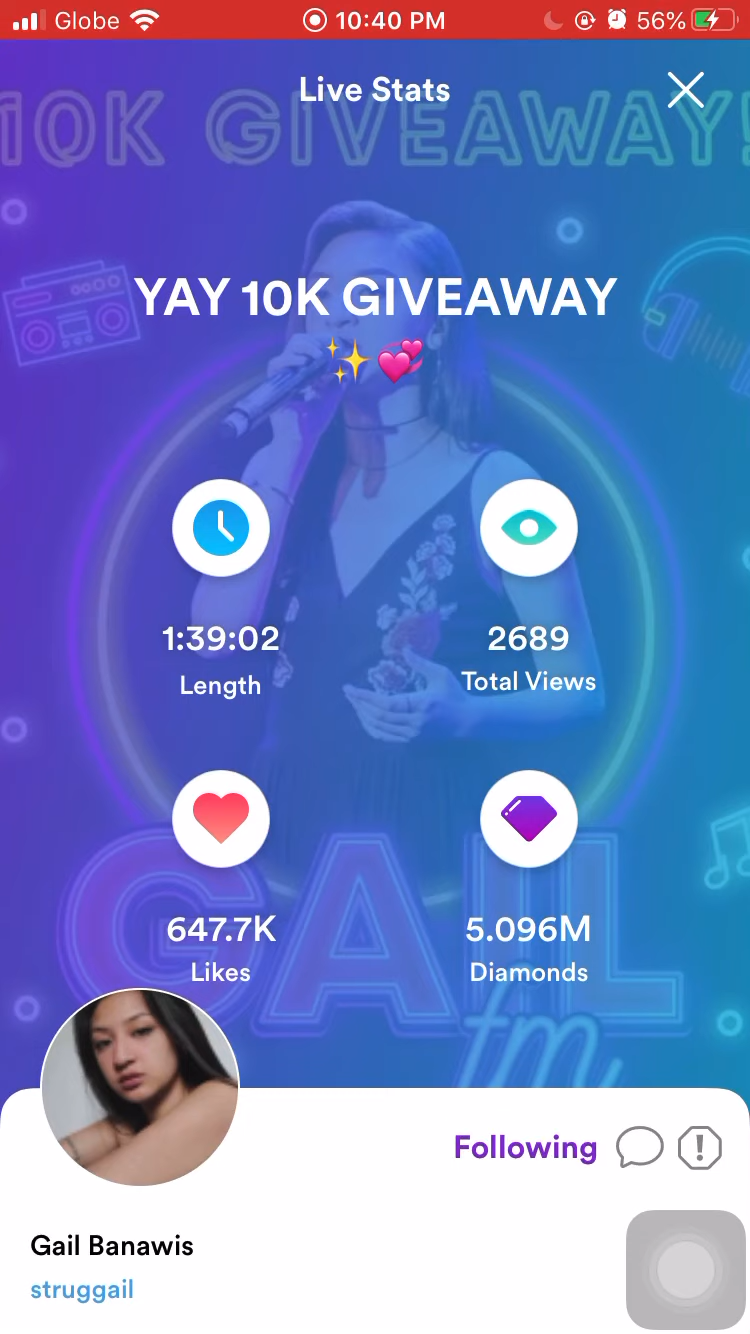 Globe 10:40 PM 56%
Live Stats
10K GIVEAWAY!
YAY 10K GIVEAWAY
✨💞
1:39:02
Length
2689
Total Views
647.7K
Likes
5.096M
Diamonds
GAIL
fm
Following
Gail Banawis
struggail